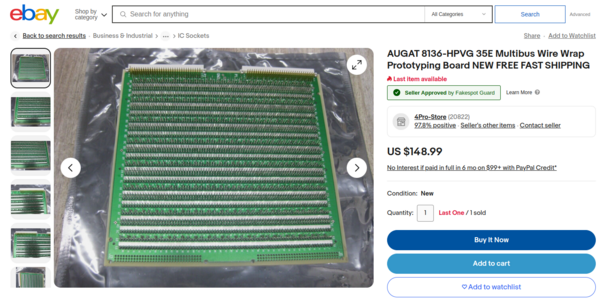 ebay
Shop by
category
Search for anything
All Categories
Search
Advanced
Back to search results
Business & Industrial
...
IC Sockets
Share
Add to Watchlist
AUGAT 8136-HPVG 35E Multibus Wire Wrap
Prototyping Board NEW FREE FAST SHIPPING
Last item available
Seller Approved by Fakespot Guard
Learn More
4Pro-Store (20822)
97.8% positive · Seller's other items · Contact seller
US $148.99
No Interest if paid in full in 6 mo on $99+ with PayPal Credit*
Condition: New
Quantity: 1 Last One / 1 sold
Buy It Now
Add to cart
Add to watchlist